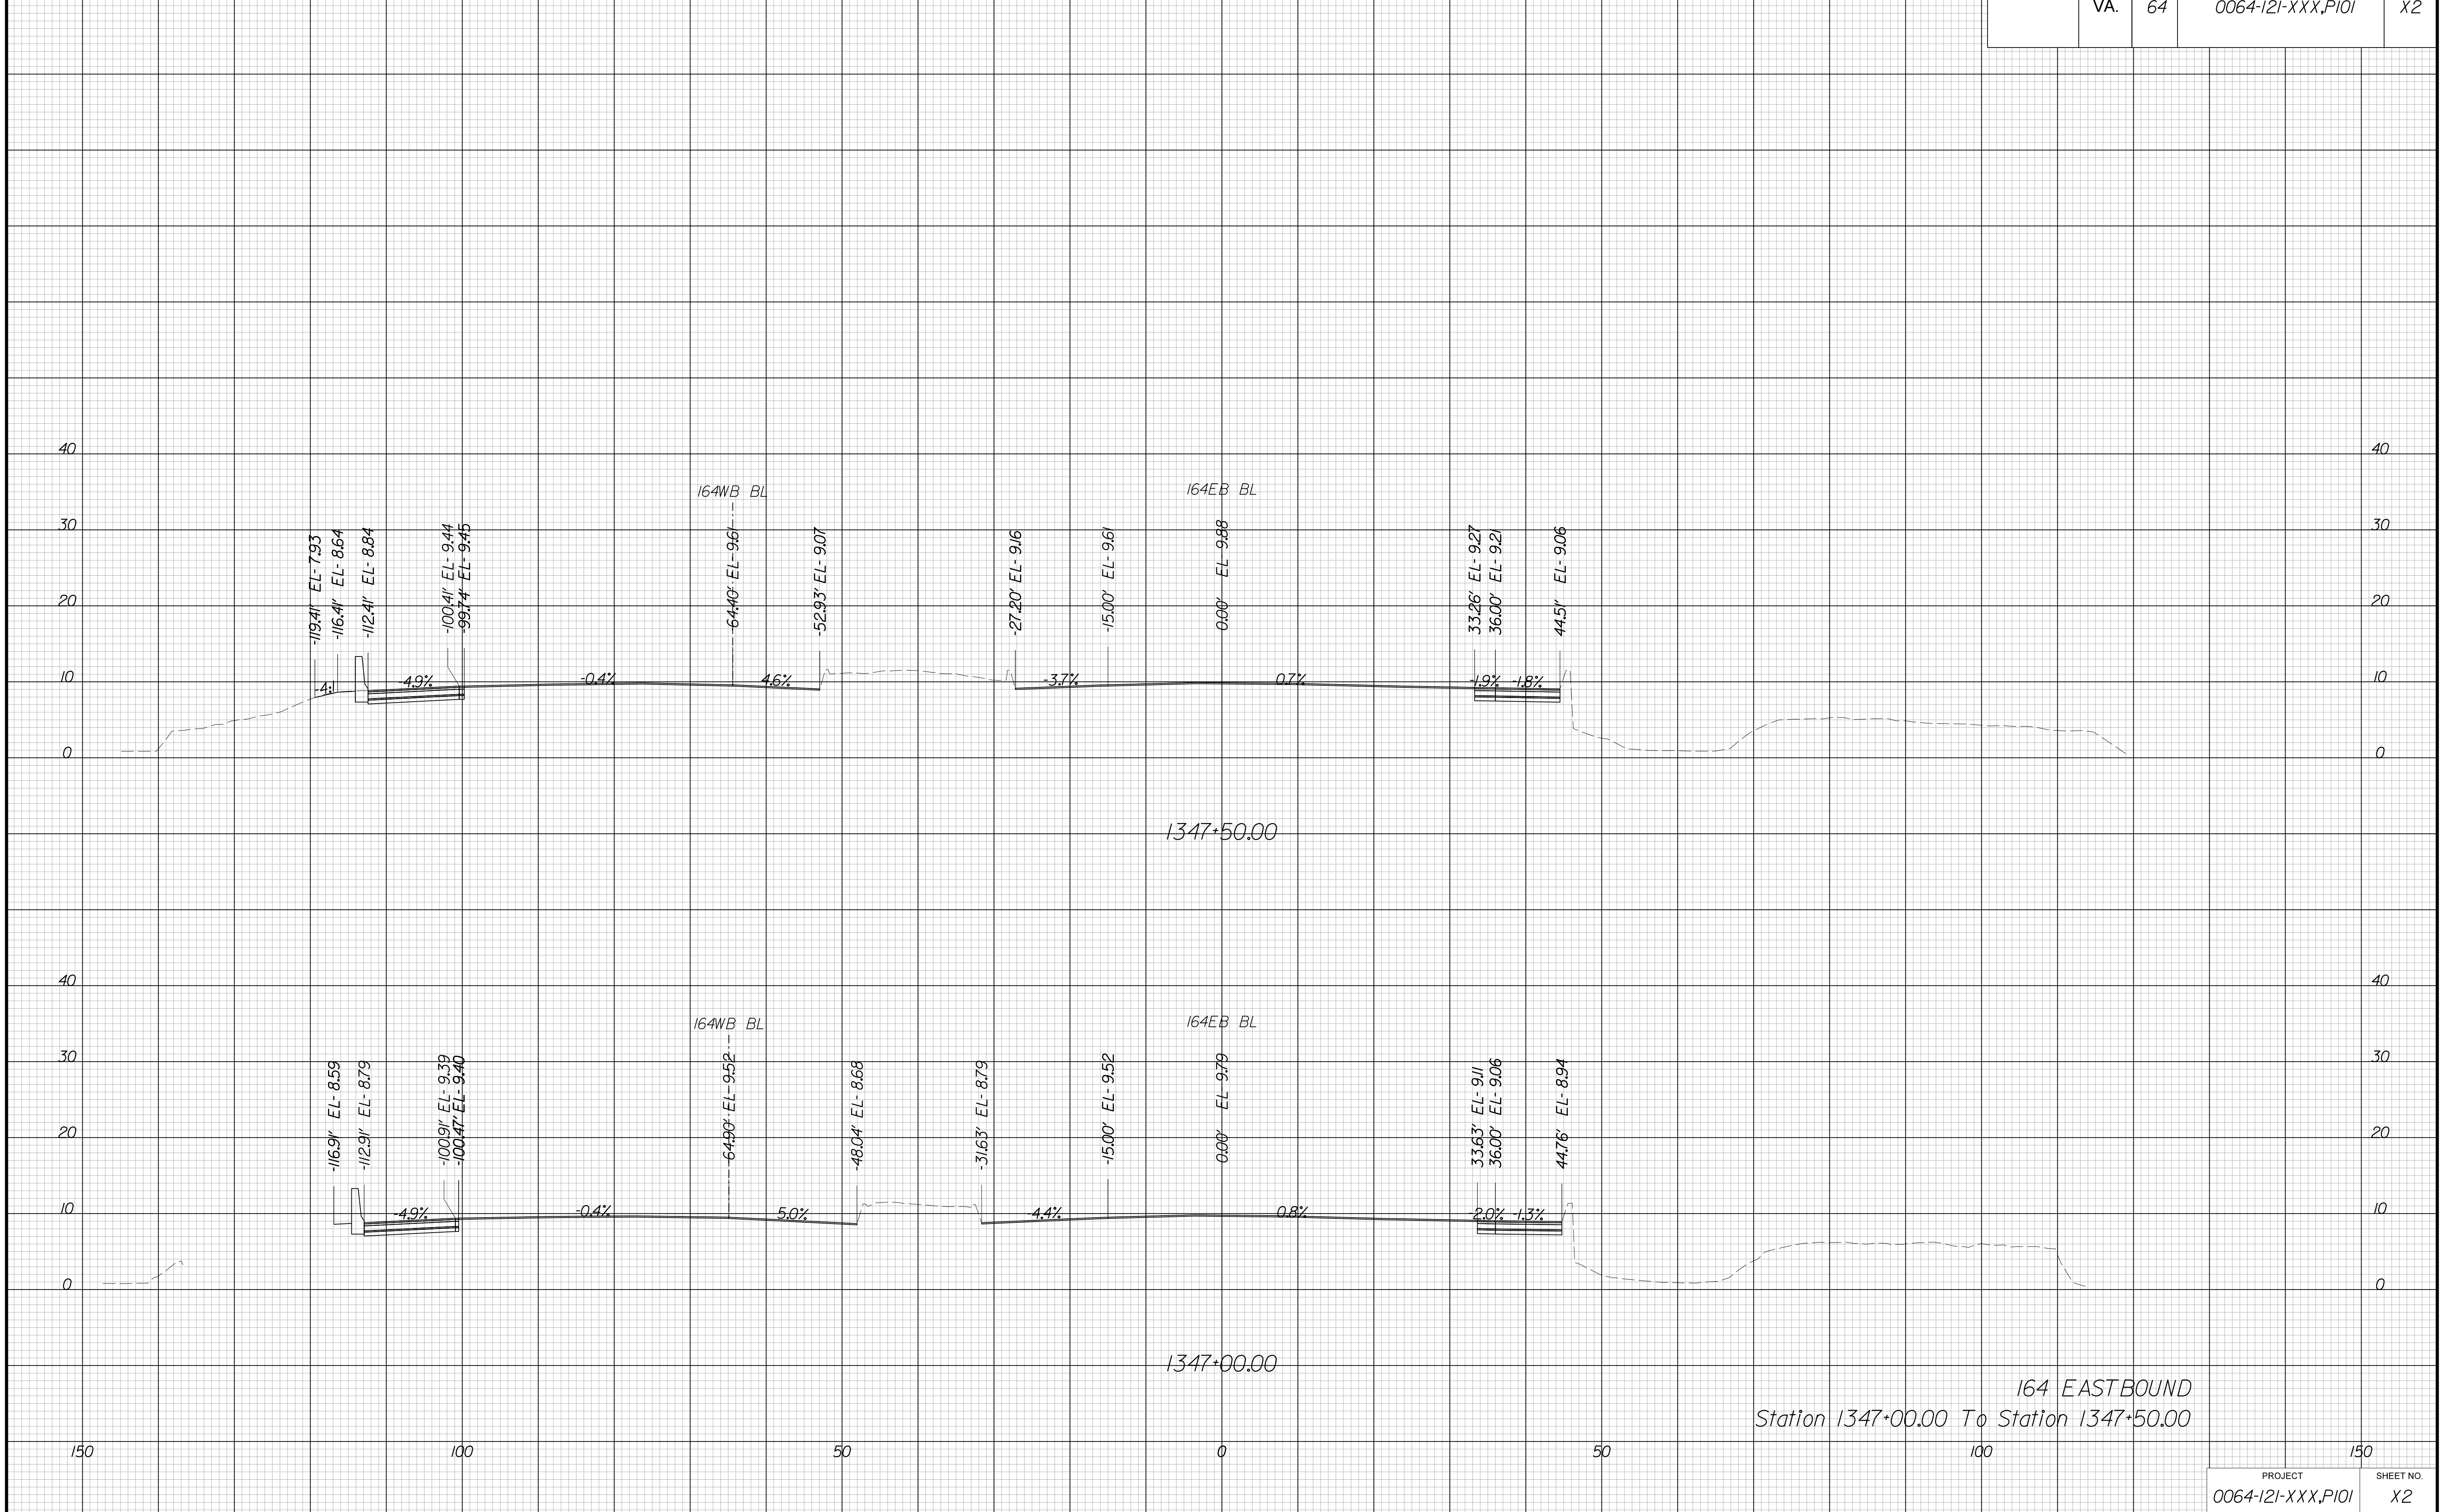 VA. 64 0064-121-XXX, P101 X2
40 40
164WB BL 164EB BL
30 30
-119.41' EL- 7.93
-116.41' EL- 8.64
-112.41' EL- 8.84
-100.41' EL- 9.44
-99.74' EL- 9.45
-64.40' EL- 9.61
-52.93' EL- 9.07
-27.20' EL- 9.16
-15.00' EL- 9.61
0.00' EL- 9.88
33.26' EL- 9.27
36.00' EL- 9.21
44.51' EL- 9.06
20 20
10 10
-4:1 -4.9% -0.4% 4.6% -3.7% 0.7% -1.9% -1.8%
0 0
1347+50.00
40 40
164WB BL 164EB BL
30 30
-116.91' EL- 8.59
-112.91' EL- 8.79
-100.91' EL- 9.39
-100.47' EL- 9.40
-64.90' EL- 9.52
-48.04' EL- 8.68
-31.63' EL- 8.79
-15.00' EL- 9.52
0.00' EL- 9.79
33.63' EL- 9.11
36.00' EL- 9.06
44.76' EL- 8.94
20 20
10 10
-4.9% -0.4% 5.0% -4.4% 0.8% -2.0% -1.3%
0 0
1347+00.00
164 EASTBOUND
Station 1347+00.00 To Station 1347+50.00
150 100 50 0 50 100 150
PROJECT SHEET NO.
0064-121-XXX, P101 X2